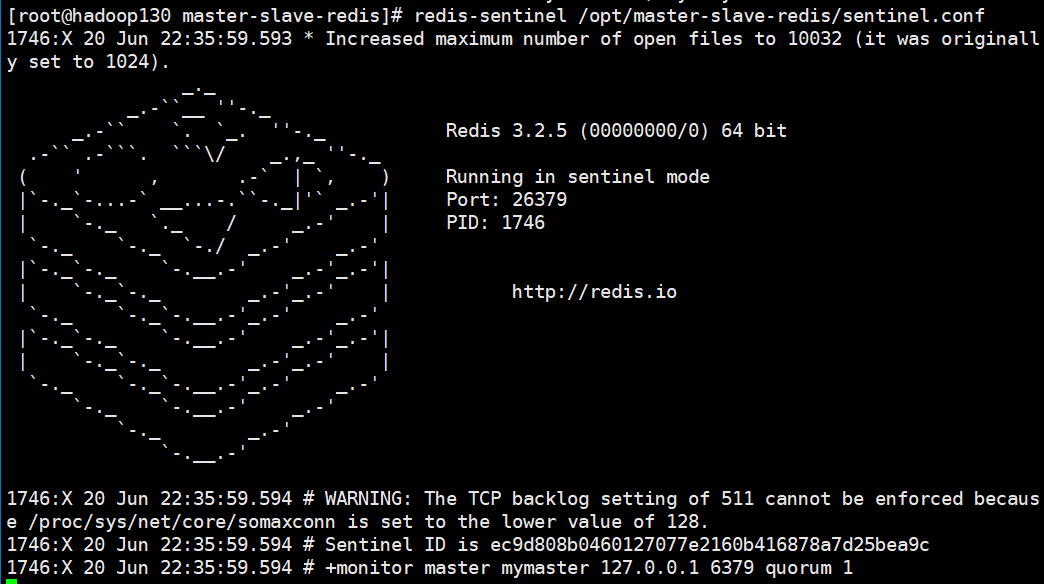 [root@hadoop130 master-slave-redis]# redis-sentinel /opt/master-slave-redis/sentinel.conf
1746:X 20 Jun 22:35:59.593 * Increased maximum number of open files to 10032 (it was originall
y set to 1024).
Redis 3.2.5 (00000000/0) 64 bit
Running in sentinel mode
Port: 26379
PID: 1746
http://redis.io
1746:X 20 Jun 22:35:59.594 # WARNING: The TCP backlog setting of 511 cannot be enforced becaus
e /proc/sys/net/core/somaxconn is set to the lower value of 128.
1746:X 20 Jun 22:35:59.594 # Sentinel ID is ec9d808b0460127077e2160b416878a7d25bea9c
1746:X 20 Jun 22:35:59.594 # +monitor master mymaster 127.0.0.1 6379 quorum 1